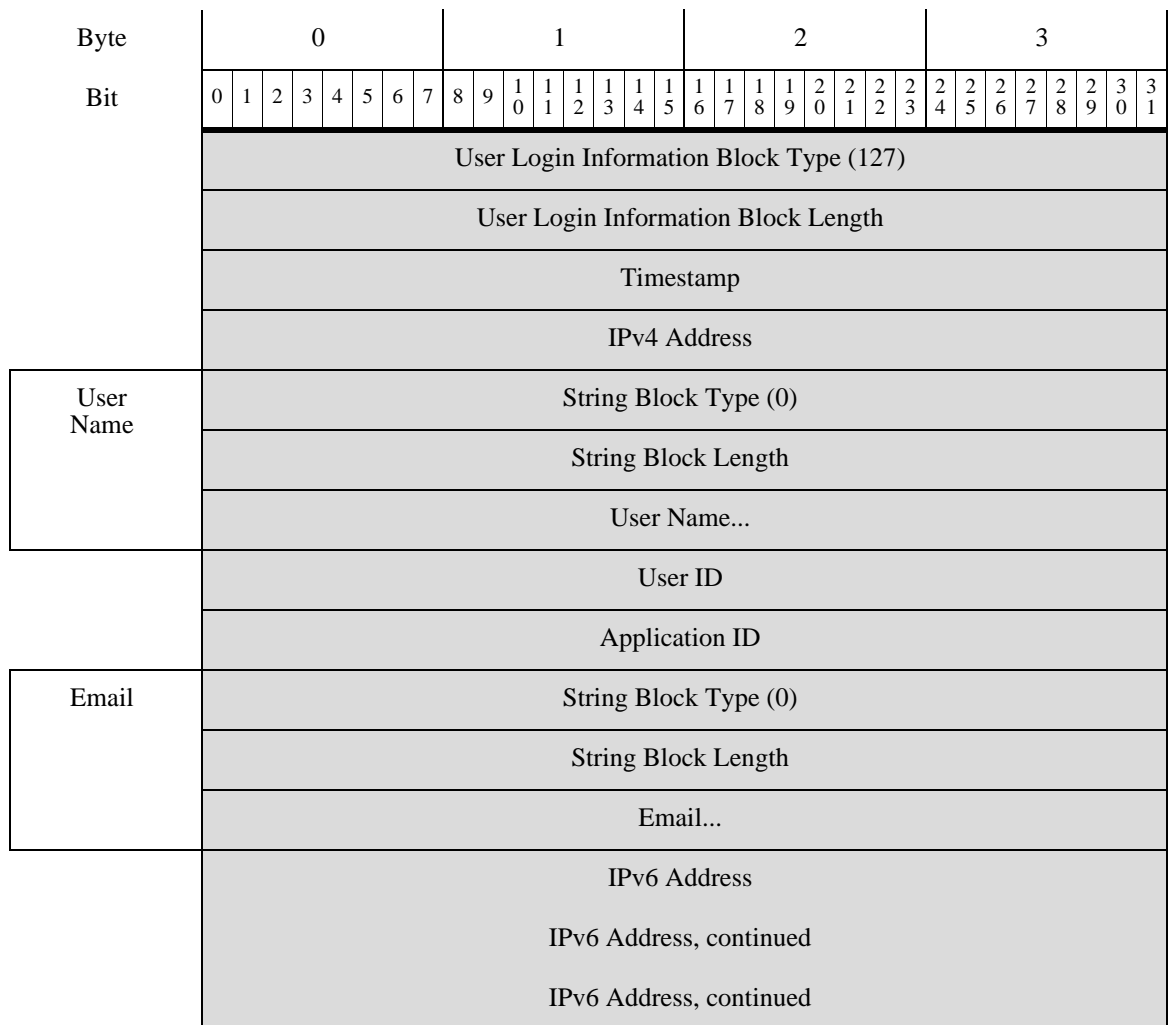 Byte 0 1 2 3
Bit 0 1 2 3 4 5 6 7 8 9 10 11 12 13 14 15 16 17 18 19 20 21 22 23 24 25 26 27 28 29 30 31
User Login Information Block Type (127)
User Login Information Block Length
Timestamp
IPv4 Address
User
Name
String Block Type (0)
String Block Length
User Name...
User ID
Application ID
Email
String Block Type (0)
String Block Length
Email...
IPv6 Address
IPv6 Address, continued
IPv6 Address, continued